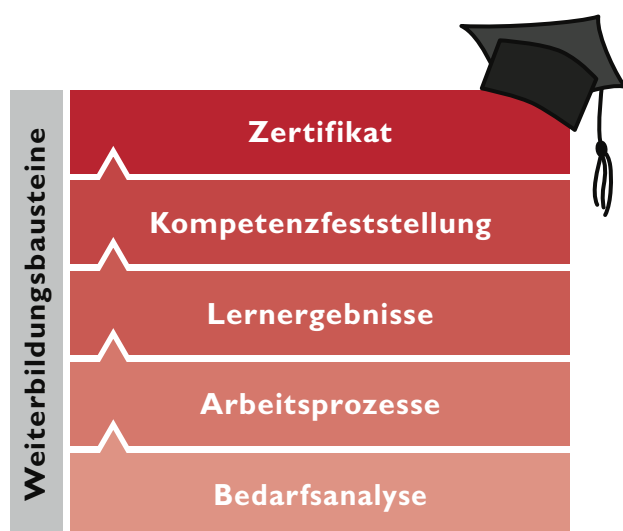 Weiterbildungsbausteine
Zertifikat
Kompetenzfeststellung
Lernergebnisse
Arbeitsprozesse
Bedarfsanalyse